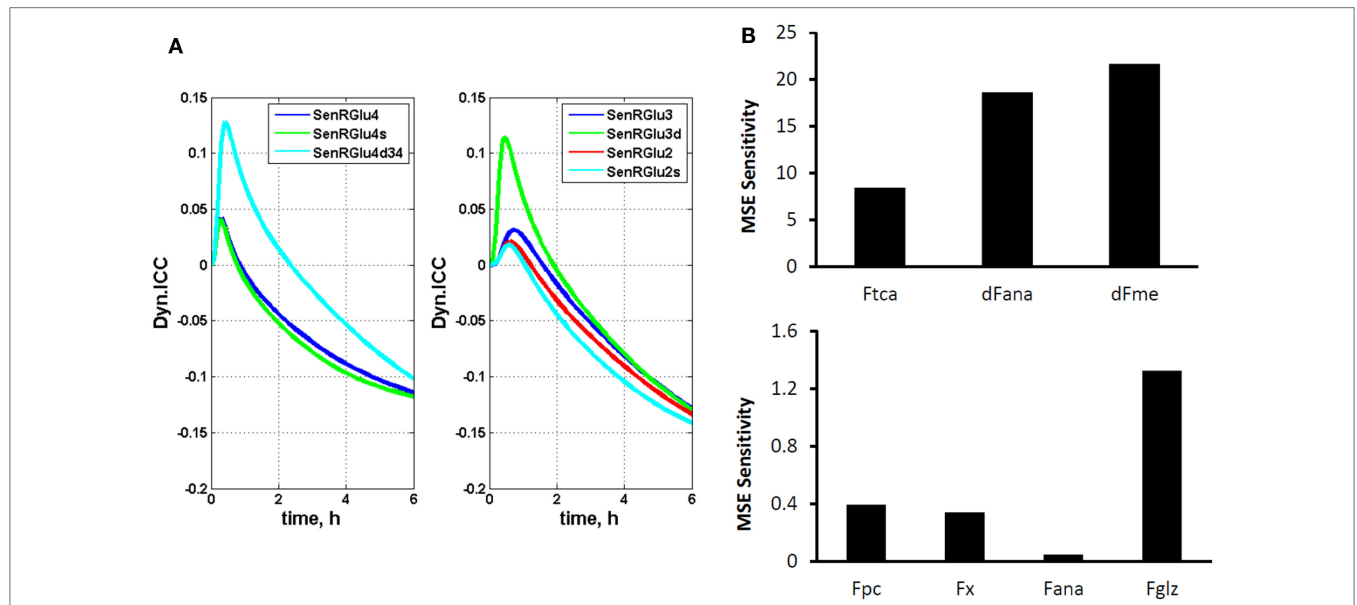 A
0.15
0.1
0.05
0
-0.05
-0.1
-0.15
-0.2
Dyn.ICC
SenRGlu4
SenRGlu4s
SenRGlu4d34
0 2 4 6
time, h
0.15
0.1
0.05
0
-0.05
-0.1
-0.15
-0.2
Dyn.ICC
SenRGlu3
SenRGlu3d
SenRGlu2
SenRGlu2s
0 2 4 6
time, h
B
MSE Sensitivity
25
20
15
10
5
0
Ftca dFana dFme
MSE Sensitivity
1.6
1.2
0.8
0.4
0
Fpc Fx Fana Fglz